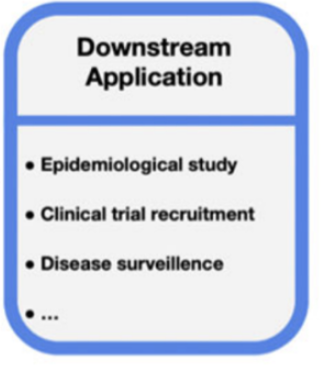 Downstream
Application
• Epidemiological study
• Clinical trial recruitment
• Disease surveillence
• ...